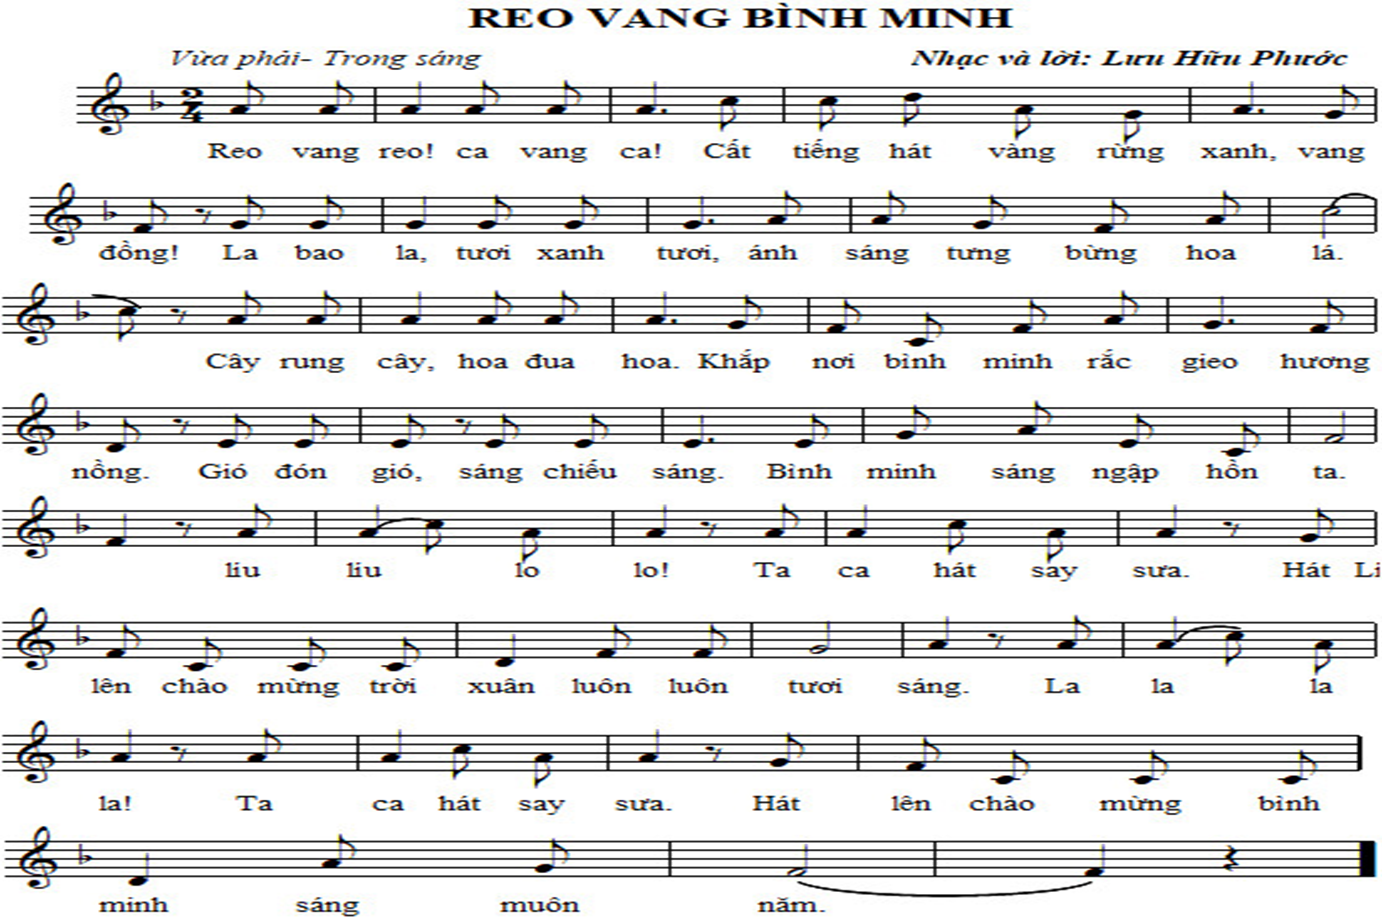 REO VANG BÌNH MINH
Vừa phải- Trong sáng
Nhạc và lời: Lưu Hữu Phước
2/4
Reo vang reo! ca vang ca! Cất tiếng hát vàng rừng xanh, vang
đồng! La bao la, tươi xanh tươi, ánh sáng tưng bừng hoa lá.
Cây rung cây, hoa đua hoa. Khắp nơi bình minh rắc gieo hương
nồng. Gió đón gió, sáng chiếu sáng. Bình minh sáng ngập hồn ta.
líu líu lo lo! Ta ca hát say sưa. Hát Li
lên chào mừng trời xuân luôn luôn tươi sáng. La la la
la! Ta ca hát say sưa. Hát lên chào mừng bình
minh sáng muôn năm.